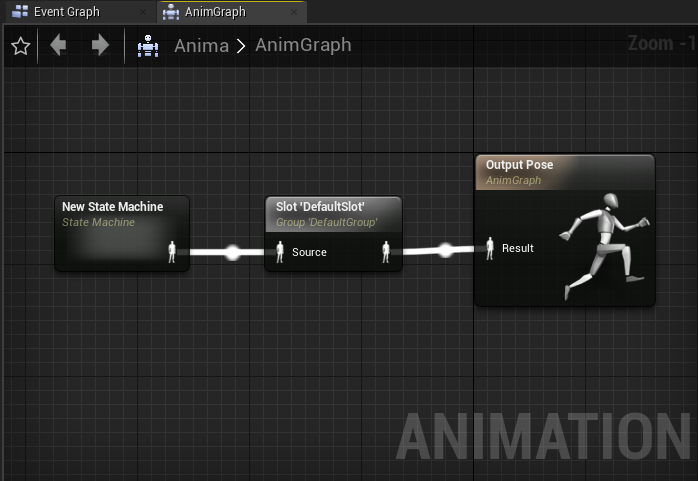 Event Graph
AnimGraph
Anima > AnimGraph
Zoom -1
Output Pose
AnimGraph
New State Machine
State Machine
Slot 'DefaultSlot'
Group 'DefaultGroup'
Source
Result
ANIMATION